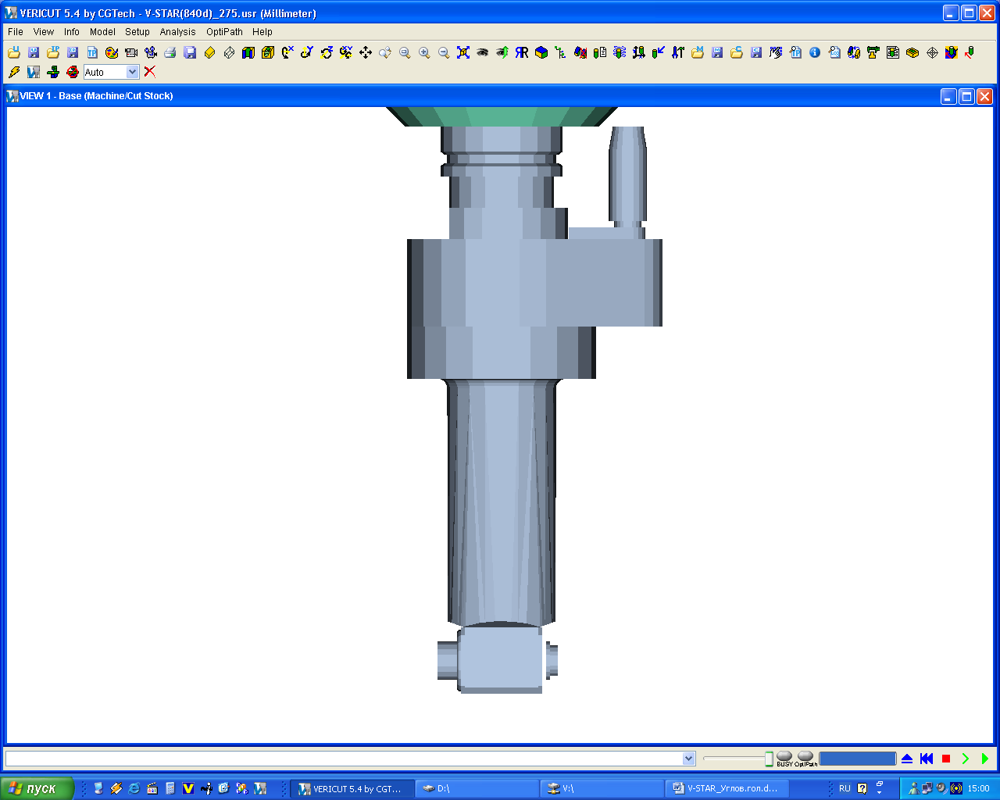 VERICUT 5.4 by CGTech - V-STAR(840d)_275.usr (Millimeter)
File View Info Model Setup Analysis OptiPath Help
Auto
VIEW 1 - Base (Machine/Cut Stock)
BUSY OptiPath
пуск VERICUT 5.4 by CGT... D:\ V:\ V-STAR_Углов.гол.d... RU 15:00